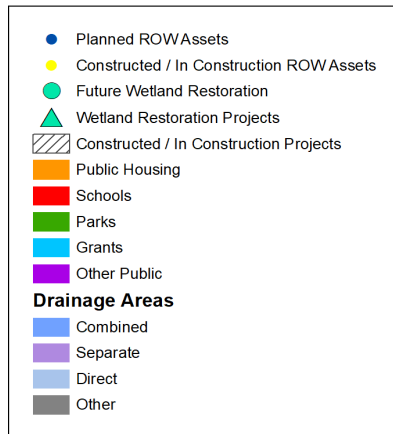 Planned ROW Assets
Constructed / In Construction ROW Assets
Future Wetland Restoration
Wetland Restoration Projects
Constructed / In Construction Projects
Public Housing
Schools
Parks
Grants
Other Public
Drainage Areas
Combined
Separate
Direct
Other